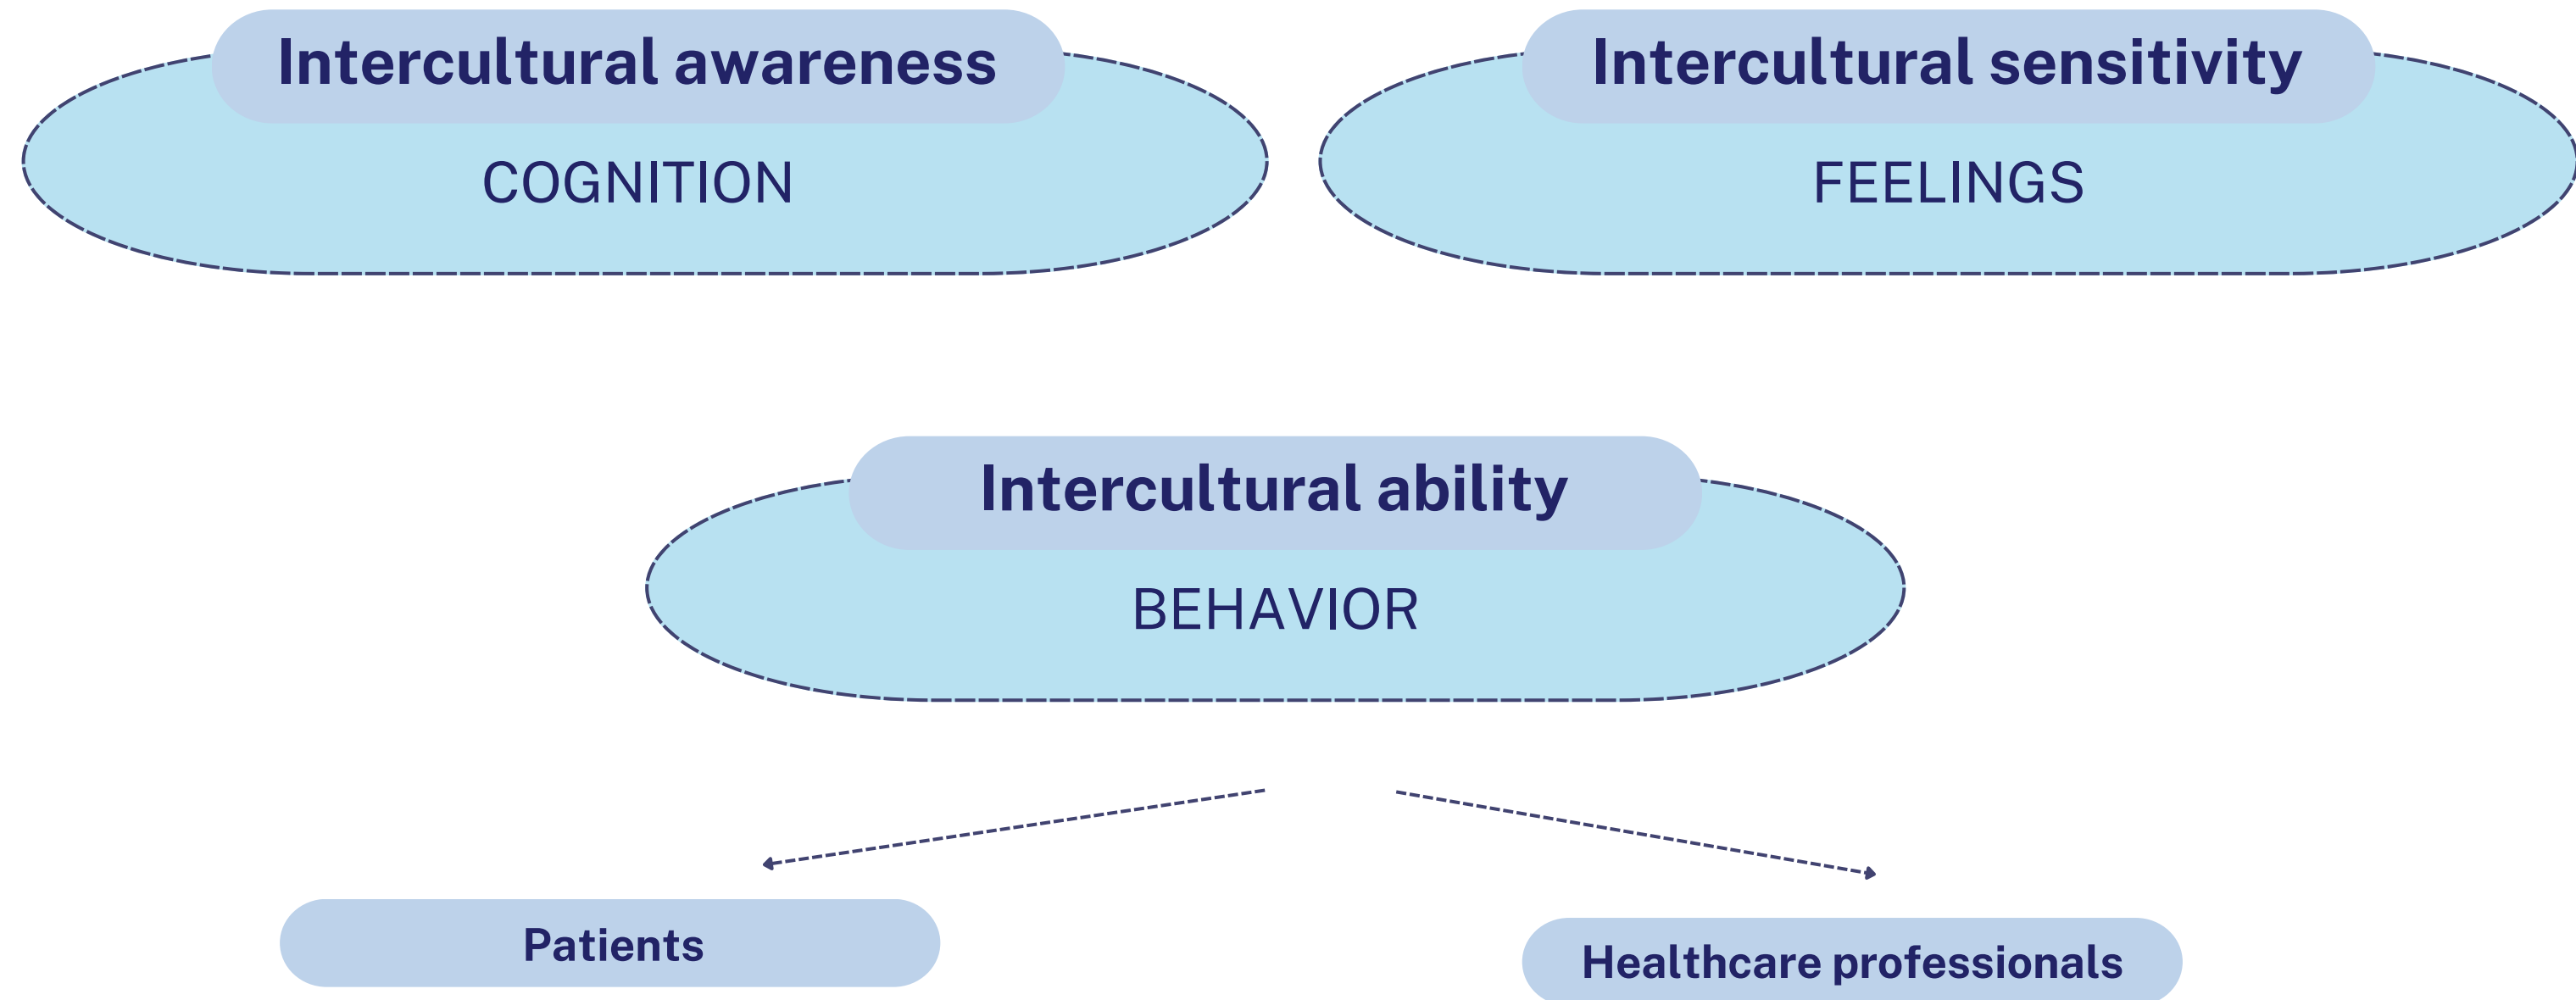 Intercultural awareness
COGNITION
Intercultural sensitivity
FEELINGS
Intercultural ability
BEHAVIOR
Patients
Healthcare professionals